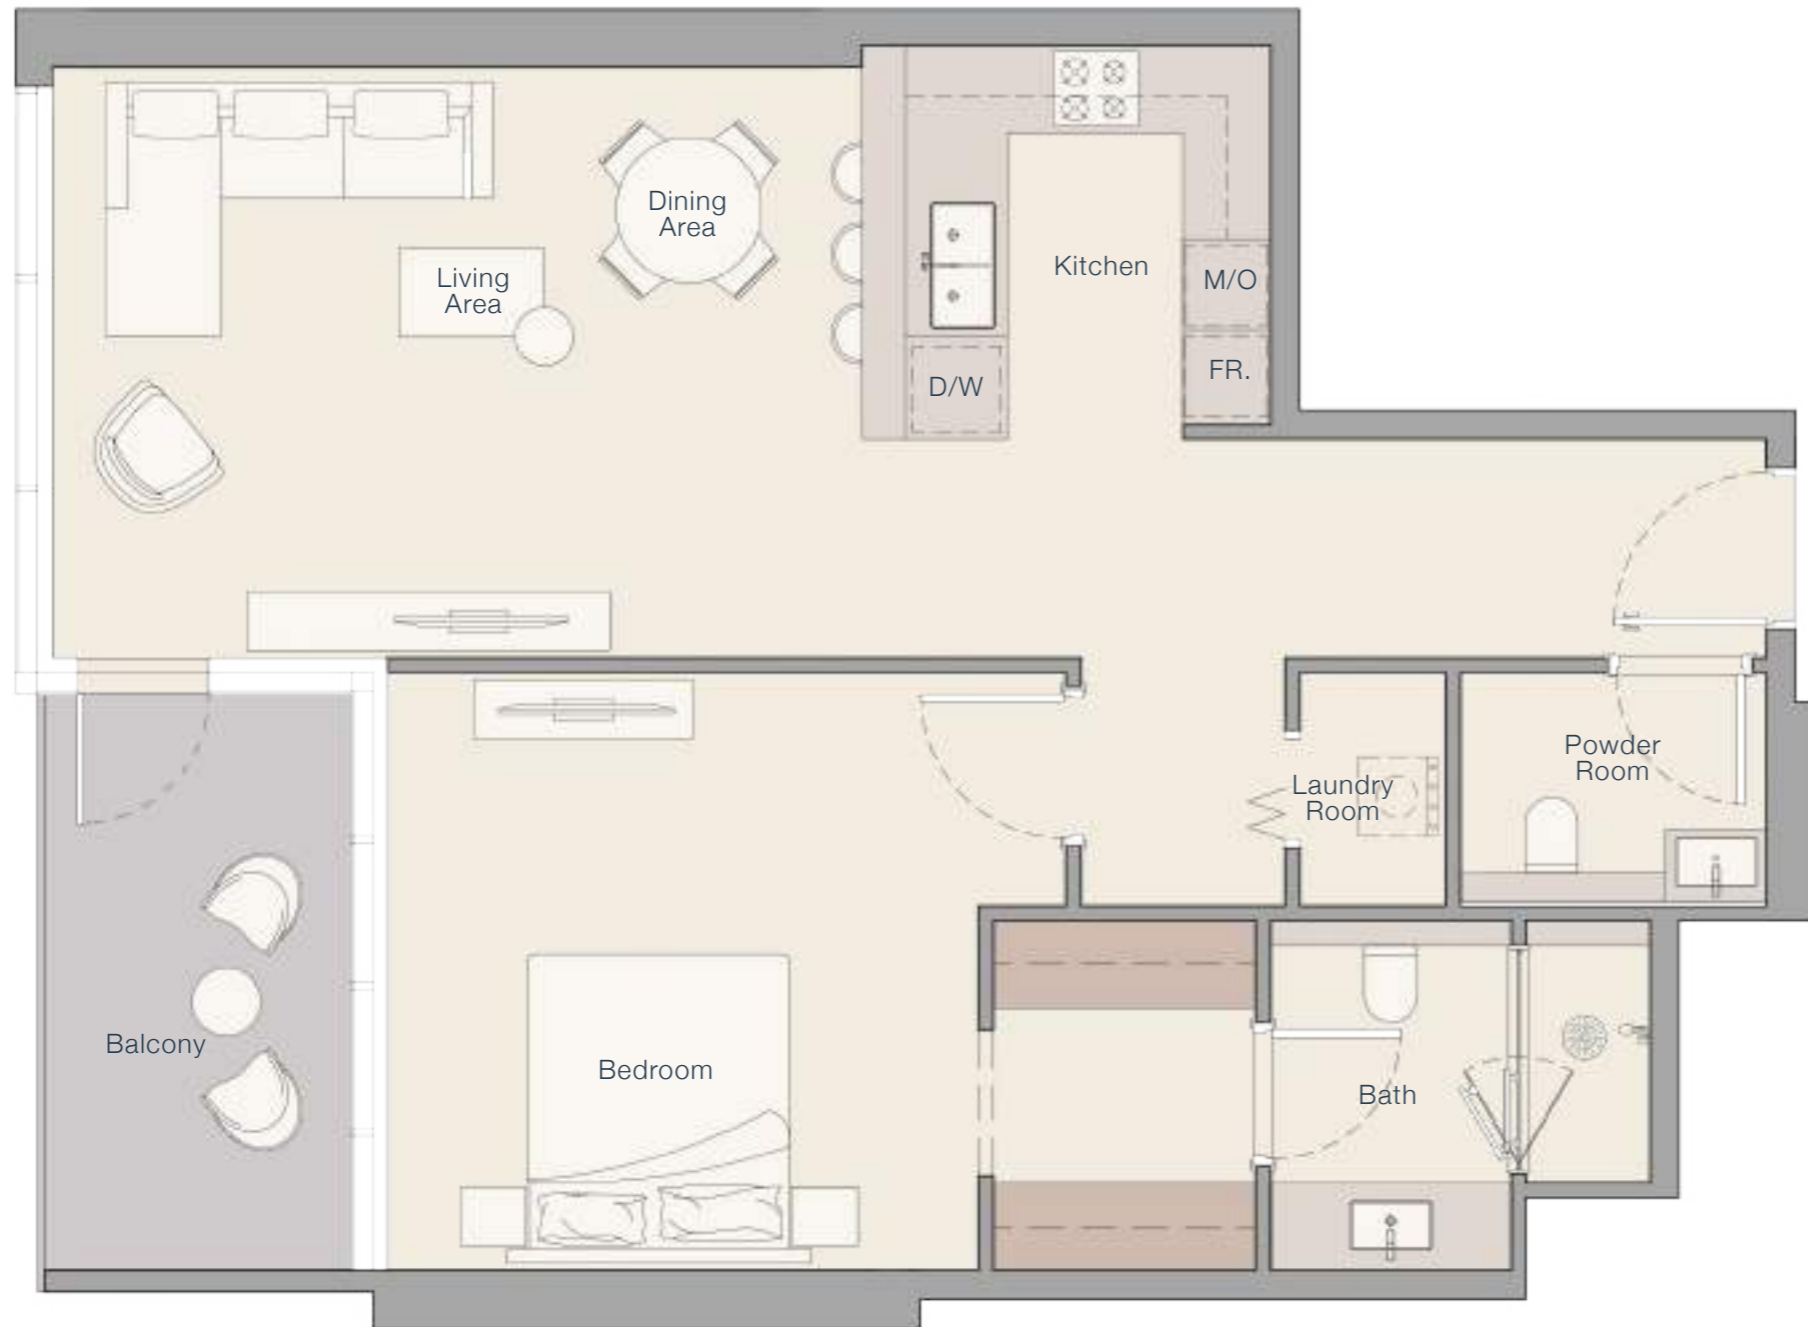 Dining
Area
Living
Area
Kitchen
M/O
FR.
D/W
Powder
Room
Laundry
Room
Balcony
Bedroom
Bath